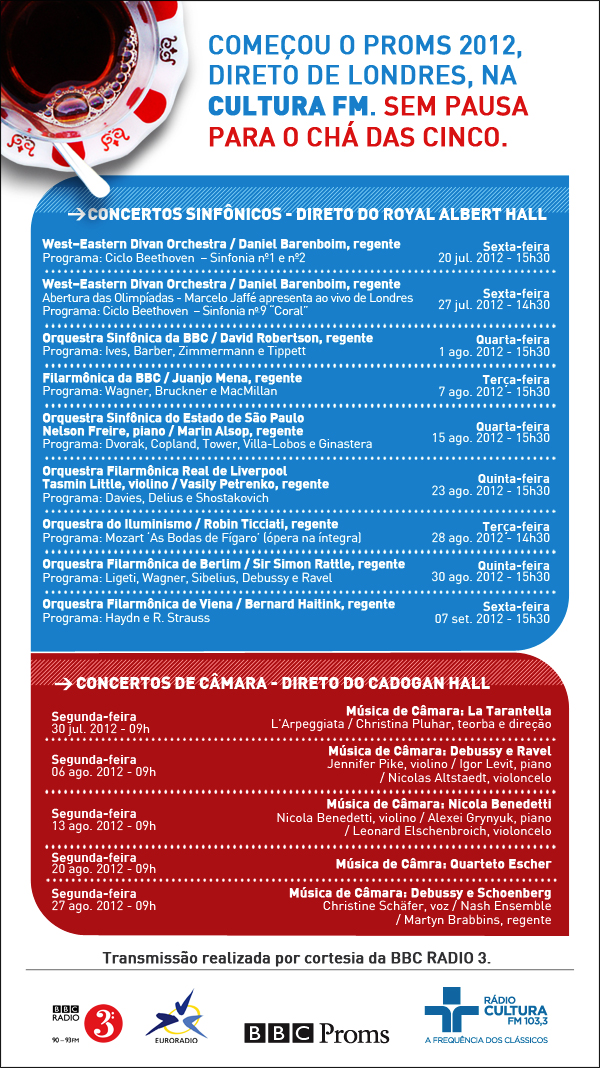 COMEÇOU O PROMS 2012,
DIRETO DE LONDRES, NA
CULTURA FM. SEM PAUSA
PARA O CHÁ DAS CINCO.
→CONCERTOS SINFÔNICOS - DIRETO DO ROYAL ALBERT HALL
West–Eastern Divan Orchestra / Daniel Barenboim, regente
Programa: Ciclo Beethoven – Sinfonia nº1 e nº2
Sexta-feira
20 jul. 2012 - 15h30
West–Eastern Divan Orchestra / Daniel Barenboim, regente
Abertura das Olimpíadas - Marcelo Jaffé apresenta ao vivo de Londres
Programa: Ciclo Beethoven – Sinfonia nº 9 “Coral”
Sexta-feira
27 jul. 2012 - 14h30
Orquestra Sinfônica da BBC / David Robertson, regente
Programa: Ives, Barber, Zimmermann e Tippett
Quarta-feira
1 ago. 2012 - 15h30
Filarmônica da BBC / Juanjo Mena, regente
Programa: Wagner, Bruckner e MacMillan
Terça-feira
7 ago. 2012 - 15h30
Orquestra Sinfônica do Estado de São Paulo
Nelson Freire, piano / Marin Alsop, regente
Programa: Dvorak, Copland, Tower, Villa-Lobos e Ginastera
Quarta-feira
15 ago. 2012 - 15h30
Orquestra Filarmônica Real de Liverpool
Tasmin Little, violino / Vasily Petrenko, regente
Programa: Davies, Delius e Shostakovich
Quinta-feira
23 ago. 2012 - 15h30
Orquestra do Iluminismo / Robin Ticciati, regente
Programa: Mozart ‘As Bodas de Fígaro’ (ópera na íntegra)
Terça-feira
28 ago. 2012 - 14h30
Orquestra Filarmônica de Berlim / Sir Simon Rattle, regente
Programa: Ligeti, Wagner, Sibelius, Debussy e Ravel
Quinta-feira
30 ago. 2012 - 15h30
Orquestra Filarmônica de Viena / Bernard Haitink, regente
Programa: Haydn e R. Strauss
Sexta-feira
07 set. 2012 - 15h30
→CONCERTOS DE CÂMARA - DIRETO DO CADOGAN HALL
Segunda-feira
30 jul. 2012 - 09h
Música de Câmara: La Tarantella
L’Arpeggiata / Christina Pluhar, teorba e direção
Segunda-feira
06 ago. 2012 - 09h
Música de Câmara: Debussy e Ravel
Jennifer Pike, violino / Igor Levit, piano
/ Nicolas Altstaedt, violoncelo
Segunda-feira
13 ago. 2012 - 09h
Música de Câmara: Nicola Benedetti
Nicola Benedetti, violino / Alexei Grynyuk, piano
/ Leonard Elschenbroich, violoncelo
Segunda-feira
20 ago. 2012 - 09h
Música de Câmra: Quarteto Escher
Segunda-feira
27 ago. 2012 - 09h
Música de Câmara: Debussy e Schoenberg
Christine Schäfer, voz / Nash Ensemble
/ Martyn Brabbins, regente
Transmissão realizada por cortesia da BBC RADIO 3.
BBC
RADIO
3
90 – 93FM
EURORADIO
BBC Proms
RÁDIO
CULTURA
FM 103,3
A FREQUÊNCIA DOS CLÁSSICOS